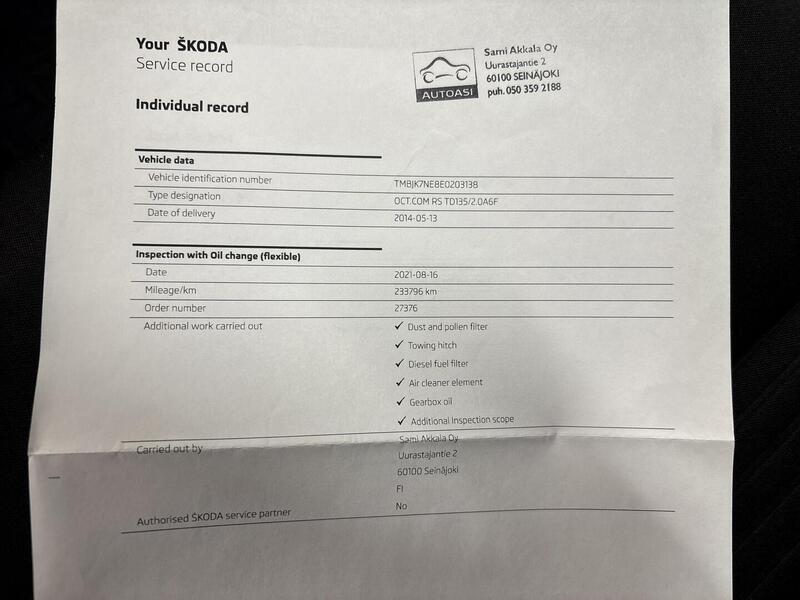 Your ŠKODA
Service record
Sami Akkala Oy
Uurastajantie 2
60100 SEINÄJOKI
puh. 050 359 2188
AUTOASI
Individual record
Vehicle data
Vehicle identification number TMBJK7NE8E0203138
Type designation OCT.COM RS TD135/2.0A6F
Date of delivery 2014-05-13
Inspection with Oil change (flexible)
Date 2021-08-16
Mileage/km 233796 km
Order number 27376
Additional work carried out ✓ Dust and pollen filter
✓ Towing hitch
✓ Diesel fuel filter
✓ Air cleaner element
✓ Gearbox oil
✓ Additional Inspection scope
Carried out by Sami Akkala Oy
Uurastajantie 2
60100 Seinäjoki
FI
Authorised ŠKODA service partner No